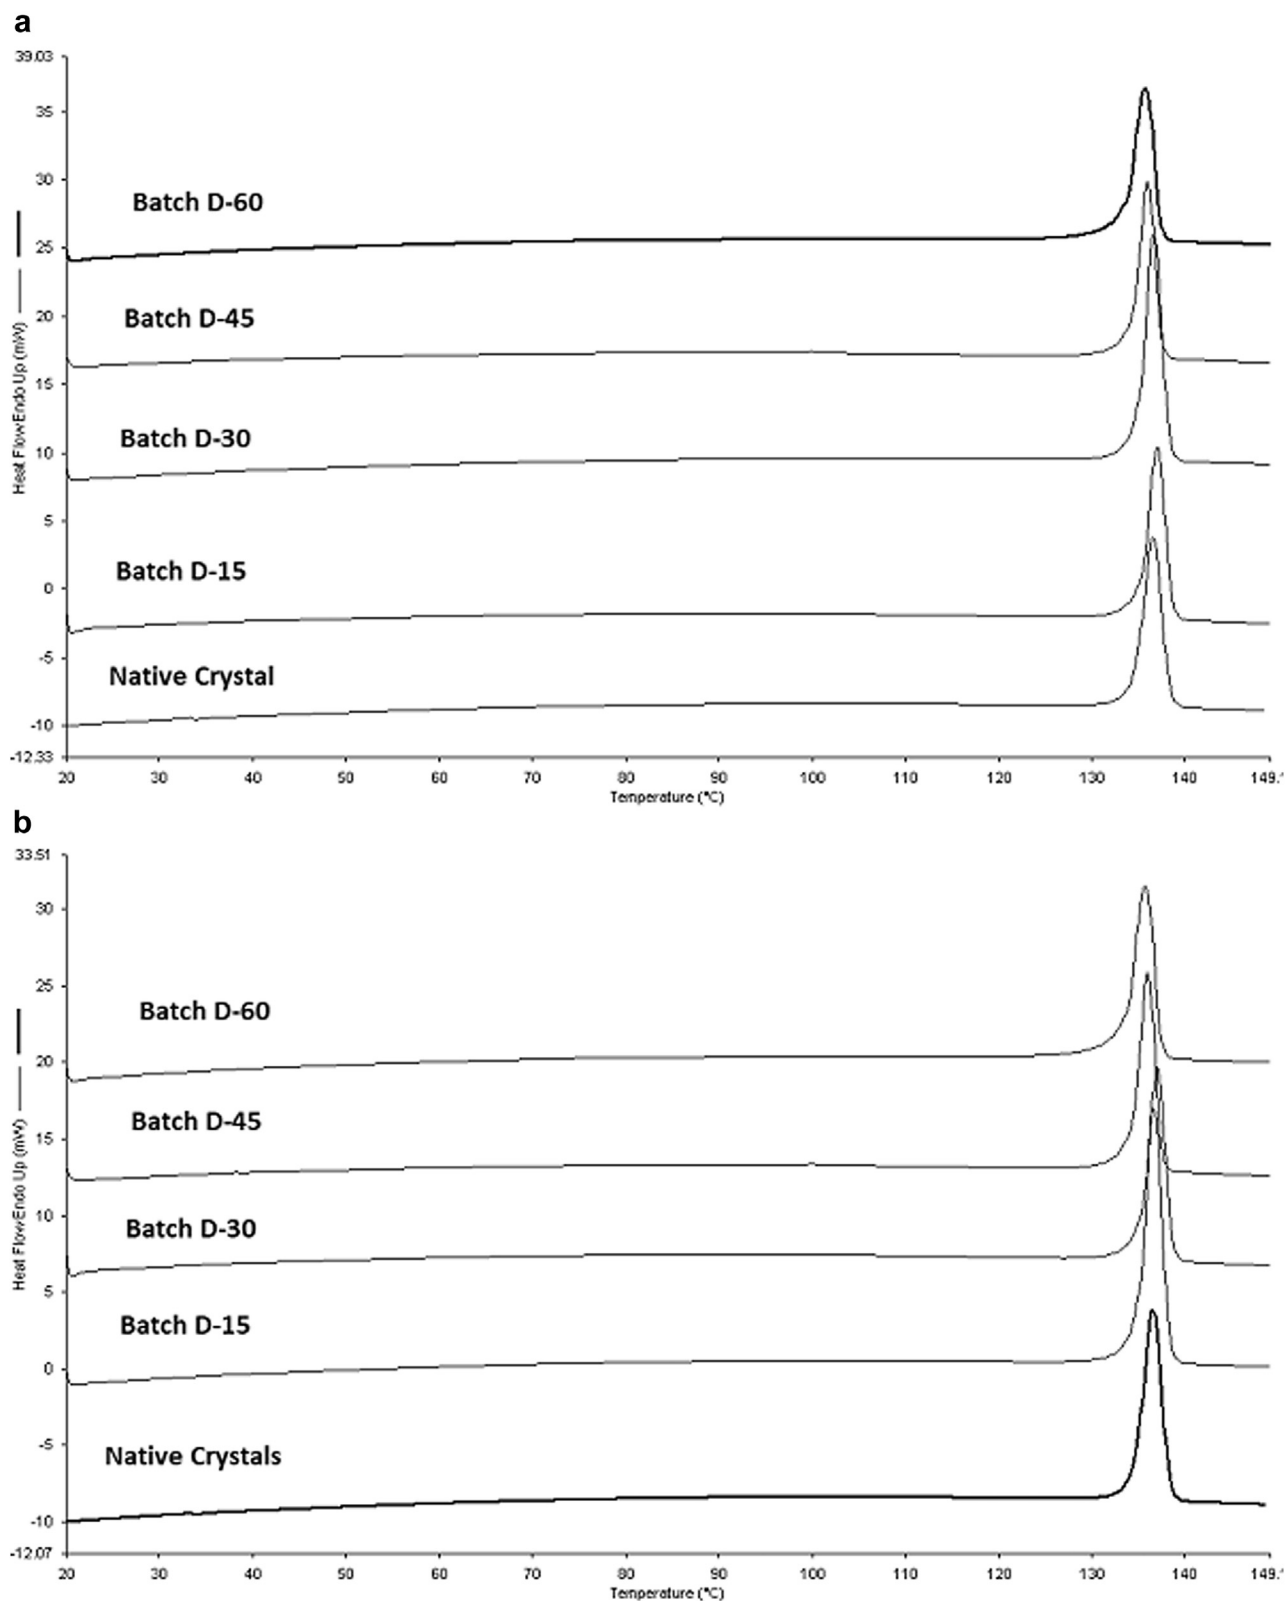 a
39.03
35
30
25
20
15
10
5
0
-5
-10
-12.33
Heat Flow Endo Up (mW)
Batch D-60
Batch D-45
Batch D-30
Batch D-15
Native Crystal
20 30 40 50 60 70 80 90 100 110 120 130 140
Temperature (°C)
b
33.51
30
25
20
15
10
5
0
-5
-10
-12.07
Heat Flow Endo Up (mW)
Batch D-60
Batch D-45
Batch D-30
Batch D-15
Native Crystals
20 30 40 50 60 70 80 90 100 110 120 130 140
Temperature (°C)